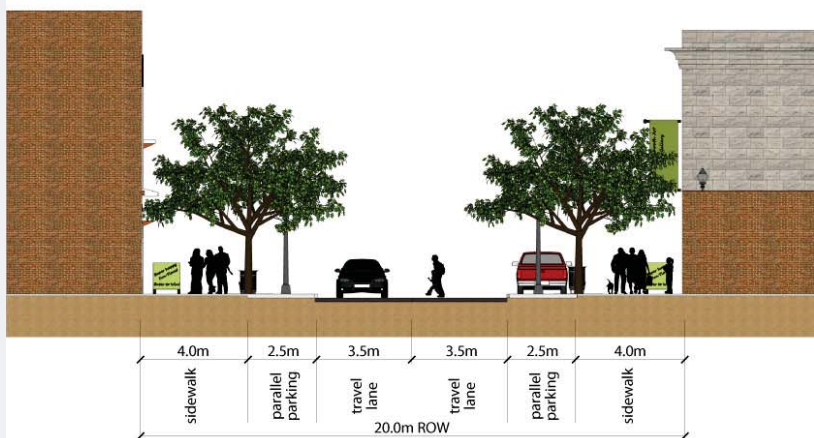 4.0m 2.5m 3.5m 3.5m 2.5m 4.0m
sidewalk
parallel
parking
travel
lane
travel
lane
parallel
parking
sidewalk
20.0m ROW